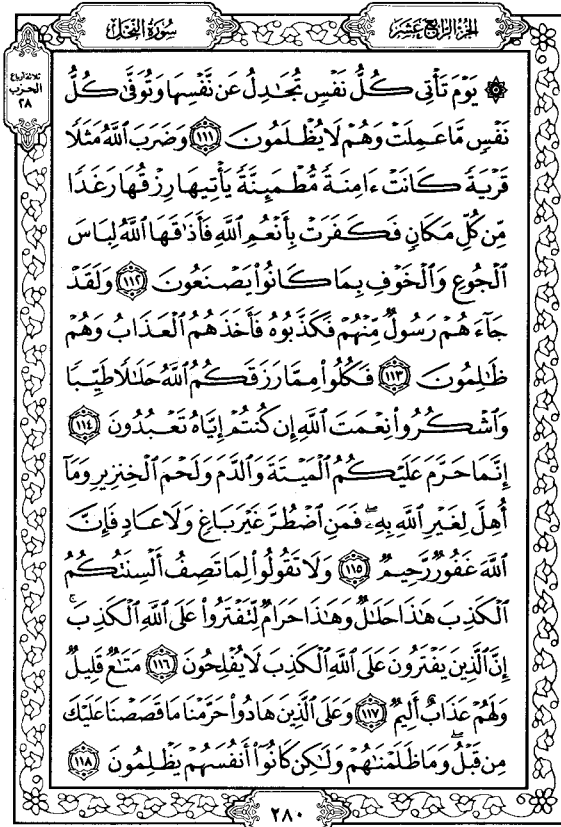 الجزء الرابع عشر
سورة النحل
ثلاثة أرباع
الحزب
٢٨
۞ يَوْمَ تَأْتِى كُلُّ نَفْسٍ تُجَـٰدِلُ عَن نَّفْسِهَا وَتُوَفَّىٰ كُلُّ
نَفْسٍ مَّا عَمِلَتْ وَهُمْ لَا يُظْلَمُونَ ١١١ وَضَرَبَ ٱللَّهُ مَثَلًا
قَرْيَةً كَانَتْ ءَامِنَةً مُّطْمَئِنَّةً يَأْتِيهَا رِزْقُهَا رَغَدًا
مِّن كُلِّ مَكَانٍ فَكَفَرَتْ بِأَنْعُمِ ٱللَّهِ فَأَذَٰقَهَا ٱللَّهُ لِبَاسَ
ٱلْجُوعِ وَٱلْخَوْفِ بِمَا كَانُوا۟ يَصْنَعُونَ ١١٢ وَلَقَدْ
جَآءَهُمْ رَسُولٌ مِّنْهُمْ فَكَذَّبُوهُ فَأَخَذَهُمُ ٱلْعَذَابُ وَهُمْ
ظَـٰلِمُونَ ١١٣ فَكُلُوا۟ مِمَّا رَزَقَكُمُ ٱللَّهُ حَلَـٰلًا طَيِّبًا
وَٱشْكُرُوا۟ نِعْمَتَ ٱللَّهِ إِن كُنتُمْ إِيَّاهُ تَعْبُدُونَ ١١٤
إِنَّمَا حَرَّمَ عَلَيْكُمُ ٱلْمَيْتَةَ وَٱلدَّمَ وَلَحْمَ ٱلْخِنزِيرِ وَمَآ
أُهِلَّ لِغَيْرِ ٱللَّهِ بِهِۦ ۖ فَمَنِ ٱضْطُرَّ غَيْرَ بَاغٍ وَلَا عَادٍ فَإِنَّ
ٱللَّهَ غَفُورٌ رَّحِيمٌ ١١٥ وَلَا تَقُولُوا۟ لِمَا تَصِفُ أَلْسِنَتُكُمُ
ٱلْكَذِبَ هَـٰذَا حَلَـٰلٌ وَهَـٰذَا حَرَامٌ لِّتَفْتَرُوا۟ عَلَى ٱللَّهِ ٱلْكَذِبَ ۚ
إِنَّ ٱلَّذِينَ يَفْتَرُونَ عَلَى ٱللَّهِ ٱلْكَذِبَ لَا يُفْلِحُونَ ١١٦ مَتَـٰعٌ قَلِيلٌ
وَلَهُمْ عَذَابٌ أَلِيمٌ ١١٧ وَعَلَى ٱلَّذِينَ هَادُوا۟ حَرَّمْنَا مَا قَصَصْنَا عَلَيْكَ
مِن قَبْلُ ۖ وَمَا ظَلَمْنَـٰهُمْ وَلَـٰكِن كَانُوٓا۟ أَنفُسَهُمْ يَظْلِمُونَ ١١٨
٢٨٠